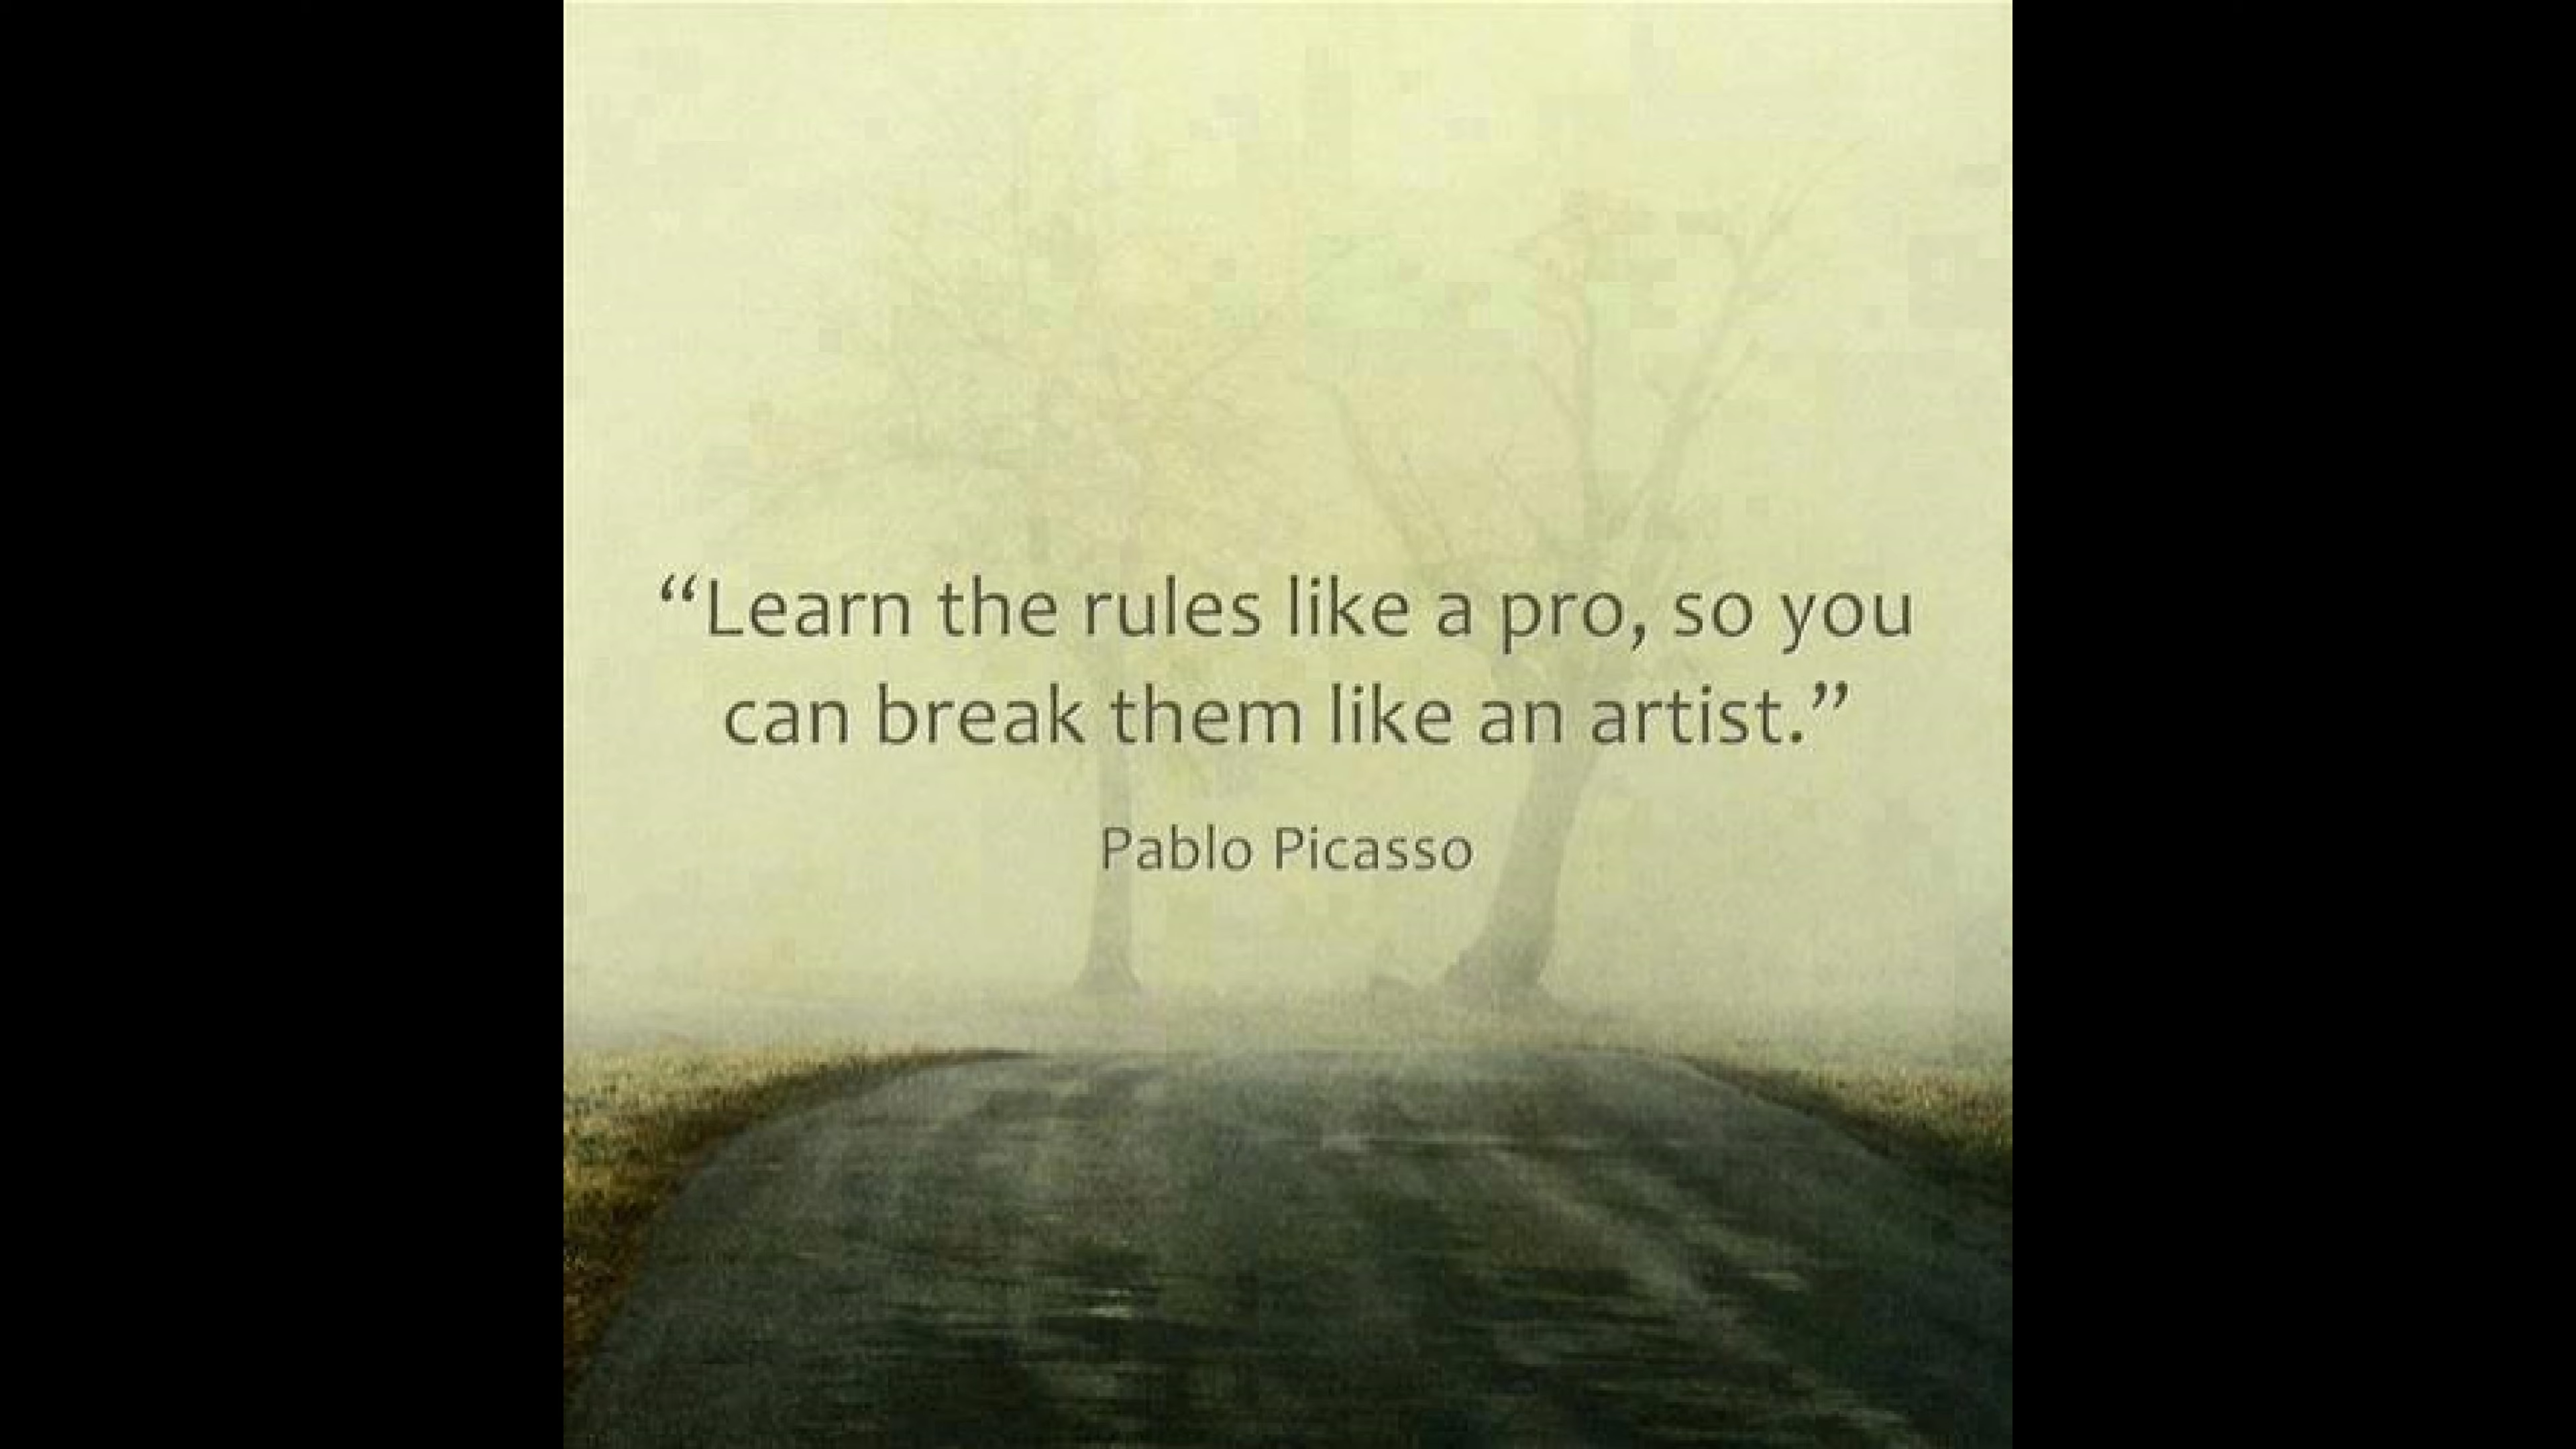 “Learn the rules like a pro, so you
can break them like an artist.”
Pablo Picasso